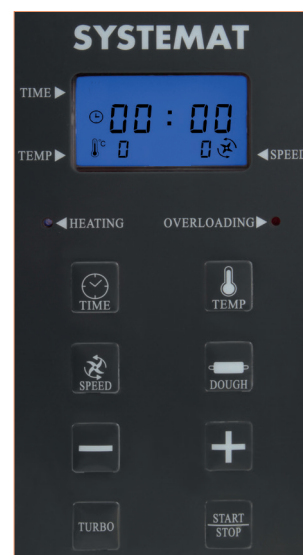 SYSTEMAT
TIME
00 : 00
°C 0 0
TEMP SPEED
HEATING OVERLOADING
TIME TEMP
SPEED DOUGH
− +
TURBO START
STOP